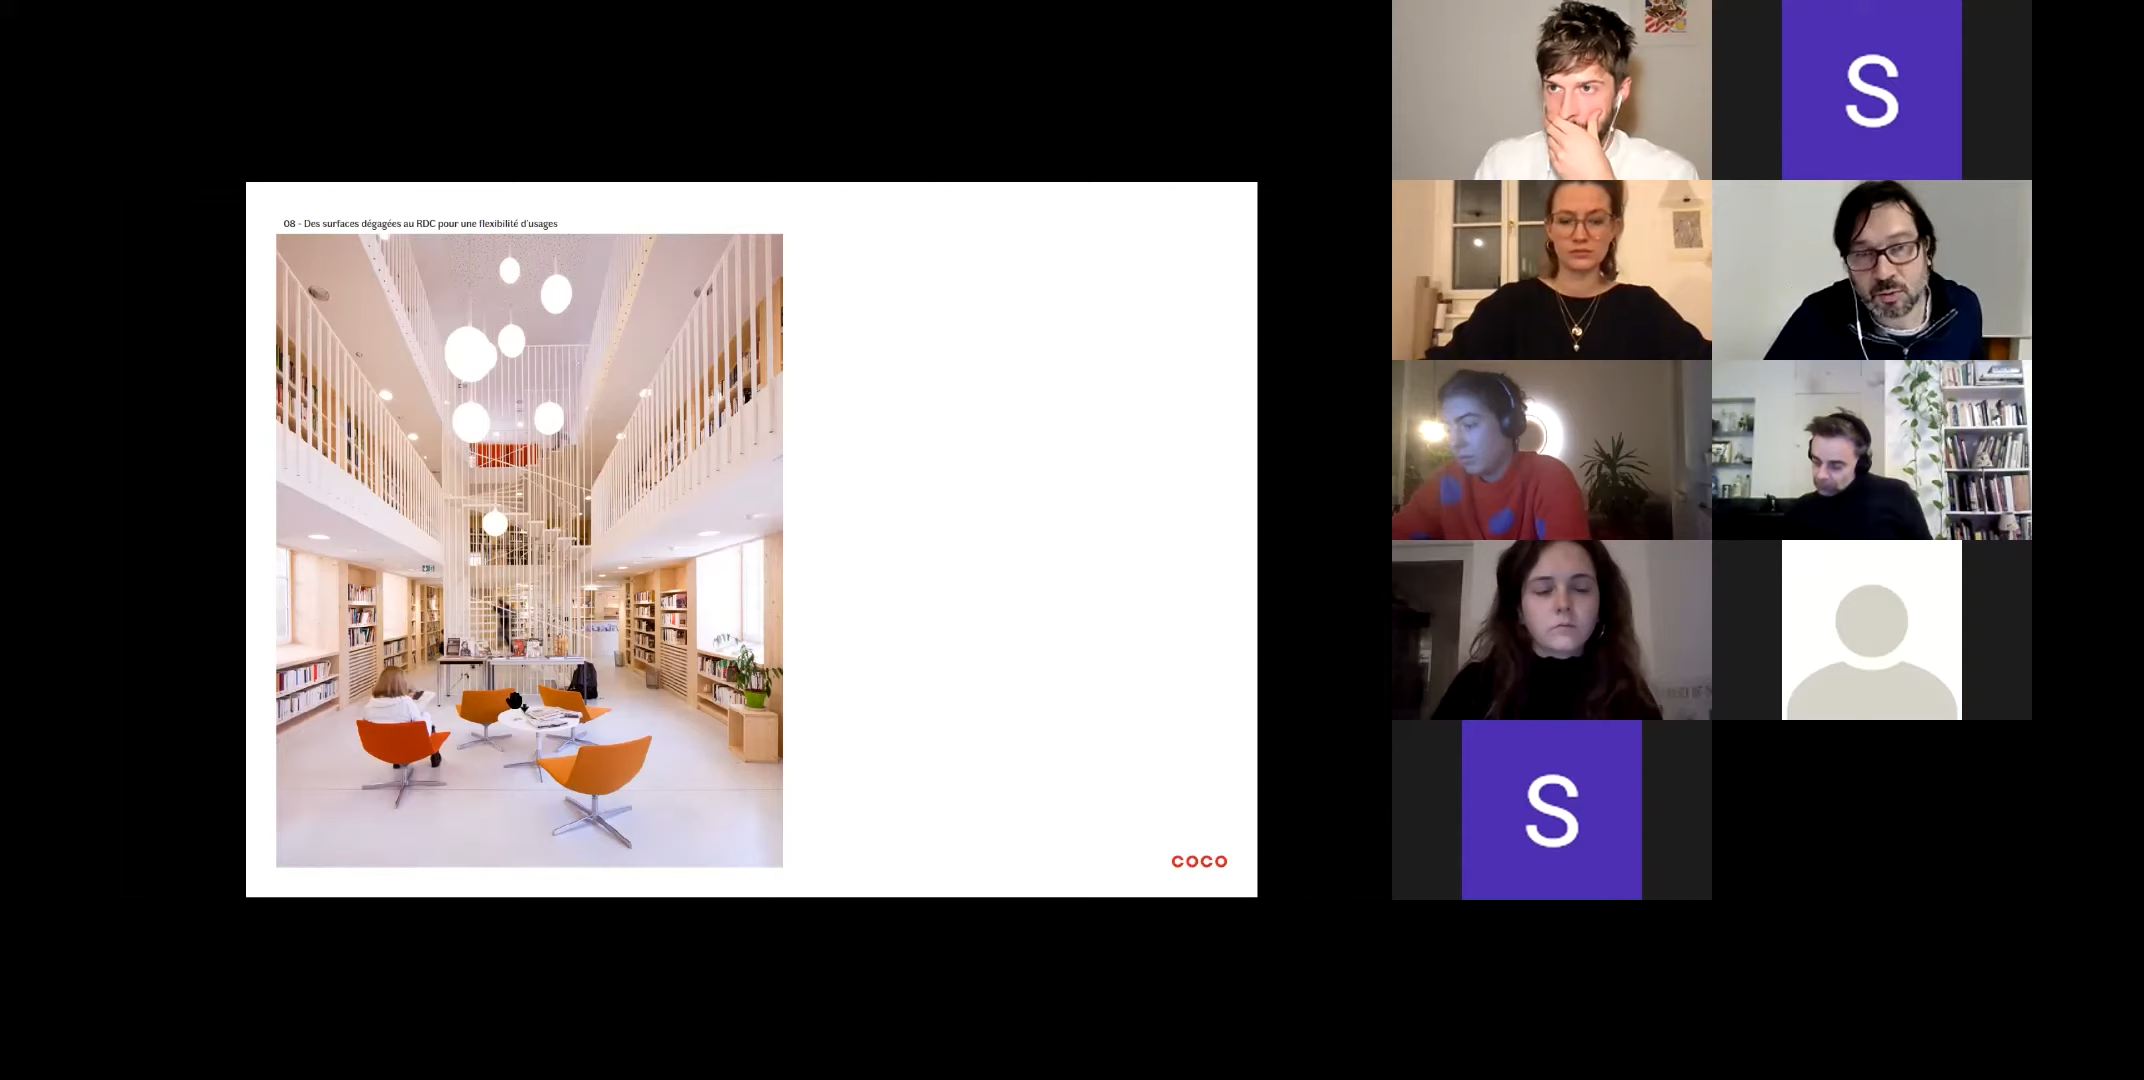 08 - Des surfaces dégagées au RDC pour une flexibilité d'usages
COCO
S
S